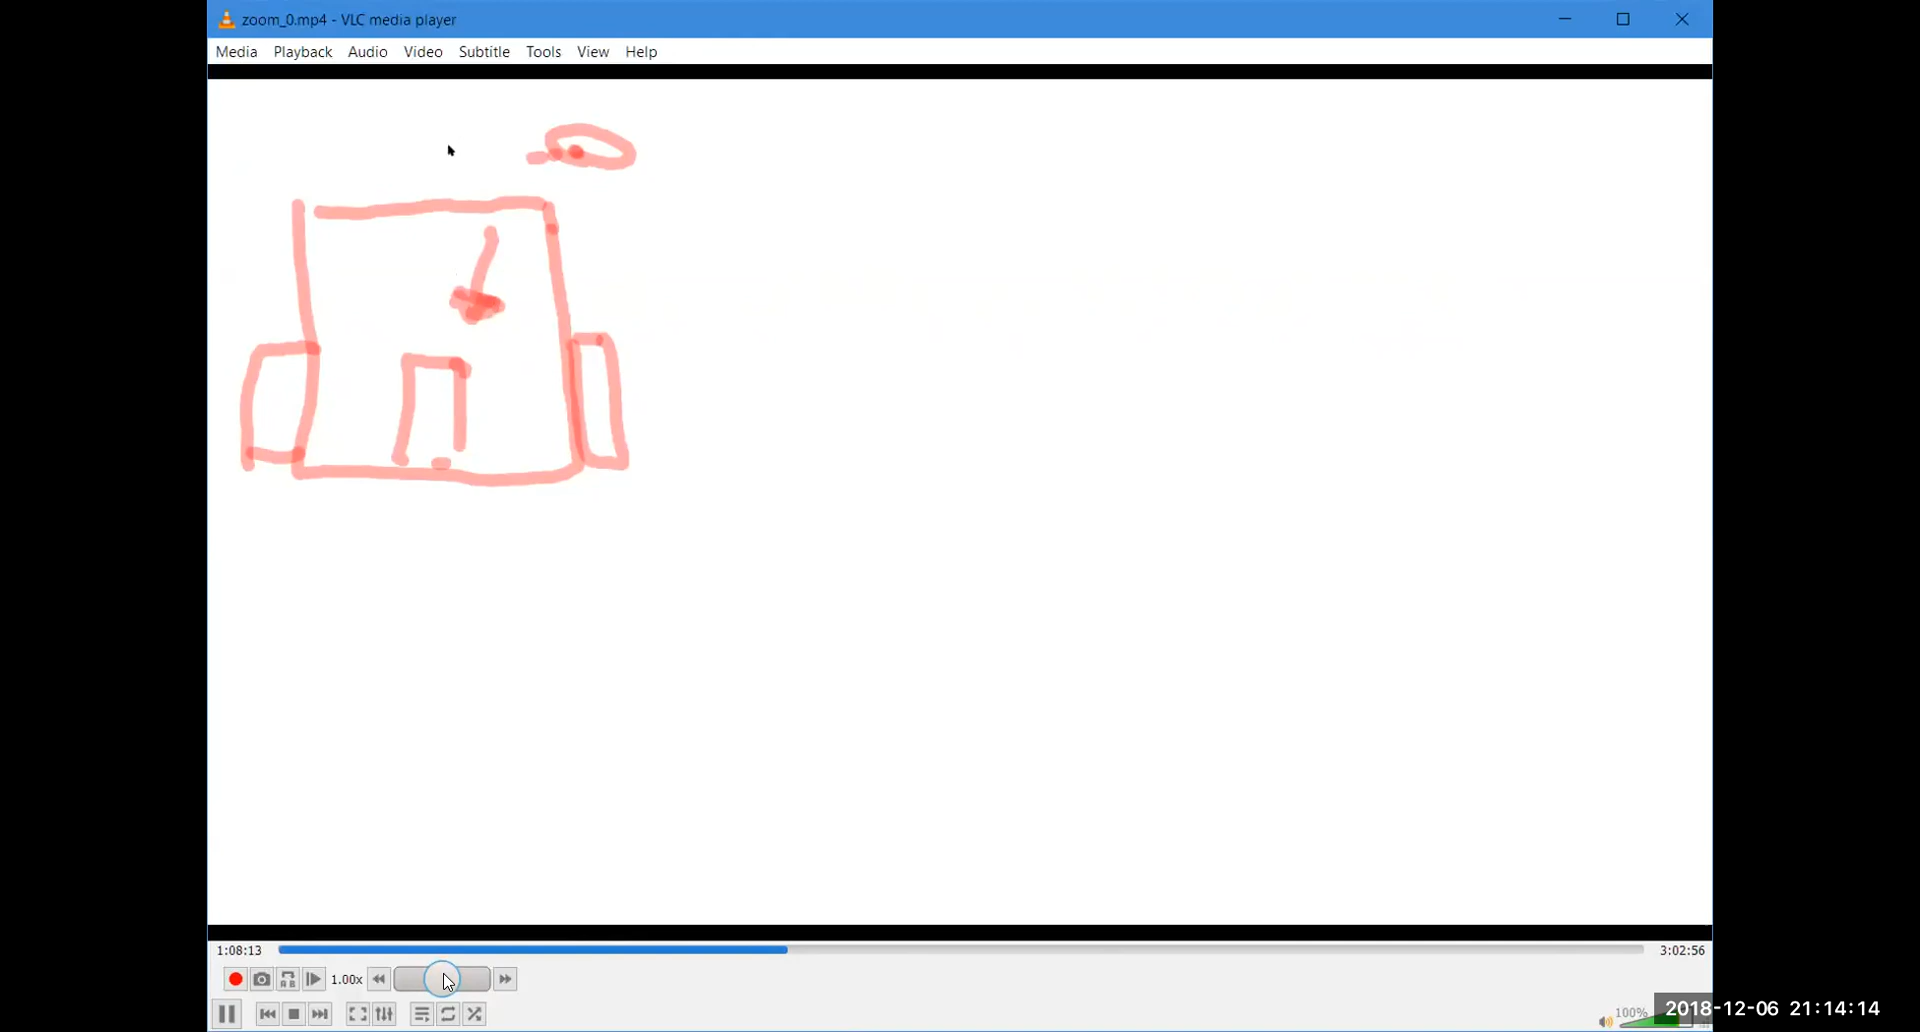 zoom_0.mp4 - VLC media player
Media Playback Audio Video Subtitle Tools View Help
1:08:13 3:02:56
1.00x
100%
2018-12-06 21:14:14